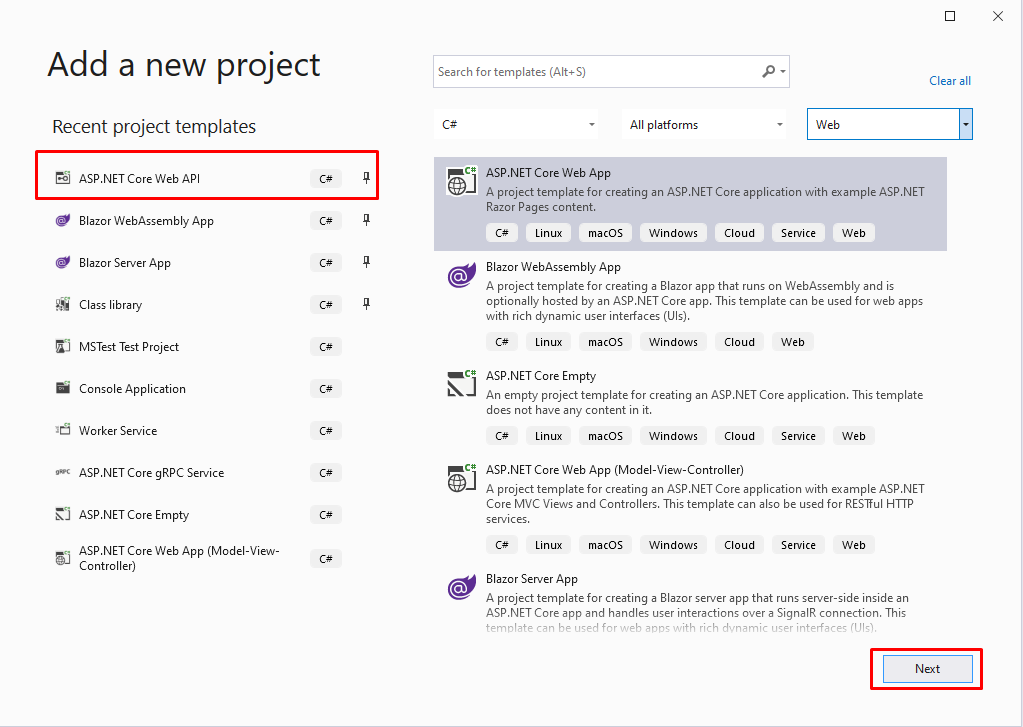 Add a new project
Recent project templates
ASP.NET Core Web API C#
Blazor WebAssembly App C#
Blazor Server App C#
Class library C#
MSTest Test Project C#
Console Application C#
Worker Service C#
gRPC ASP.NET Core gRPC Service C#
ASP.NET Core Empty C#
ASP.NET Core Web App (Model-View-
Controller) C#
Search for templates (Alt+S)
Clear all
C# All platforms Web
ASP.NET Core Web App
A project template for creating an ASP.NET Core application with example ASP.NET
Razor Pages content.
C# Linux macOS Windows Cloud Service Web
Blazor WebAssembly App
A project template for creating a Blazor app that runs on WebAssembly and is
optionally hosted by an ASP.NET Core app. This template can be used for web apps
with rich dynamic user interfaces (UIs).
C# Linux macOS Windows Cloud Web
ASP.NET Core Empty
An empty project template for creating an ASP.NET Core application. This template
does not have any content in it.
C# Linux macOS Windows Cloud Service Web
ASP.NET Core Web App (Model-View-Controller)
A project template for creating an ASP.NET Core application with example ASP.NET
Core MVC Views and Controllers. This template can also be used for RESTful HTTP
services.
C# Linux macOS Windows Cloud Service Web
Blazor Server App
A project template for creating a Blazor server app that runs server-side inside an
ASP.NET Core app and handles user interactions over a SignalR connection. This
template can be used for web apps with rich dynamic user interfaces (UIs).
Next